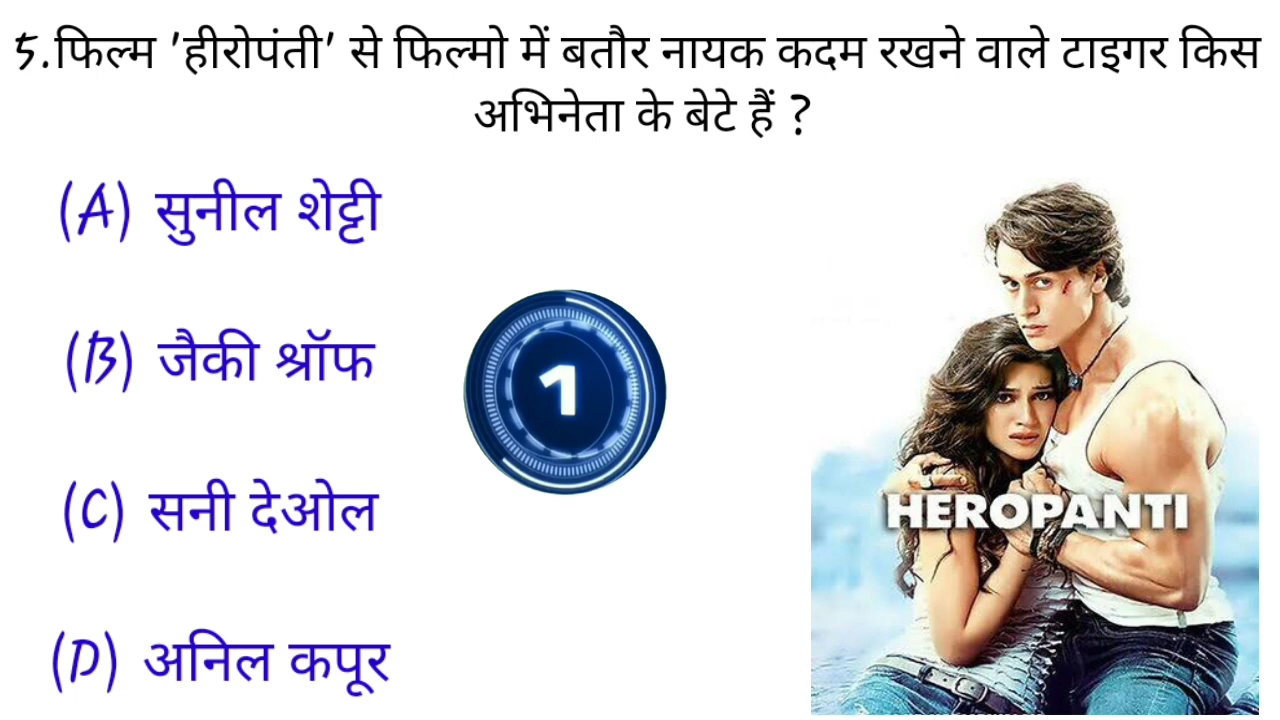 5.फिल्म 'हीरोपंती' से फिल्मो में बतौर नायक कदम रखने वाले टाइगर किस
अभिनेता के बेटे हैं ?
(A) सुनील शेट्टी
(B) जैकी श्रॉफ
1
(C) सनी देओल
HEROPANTI
(D) अनिल कपूर